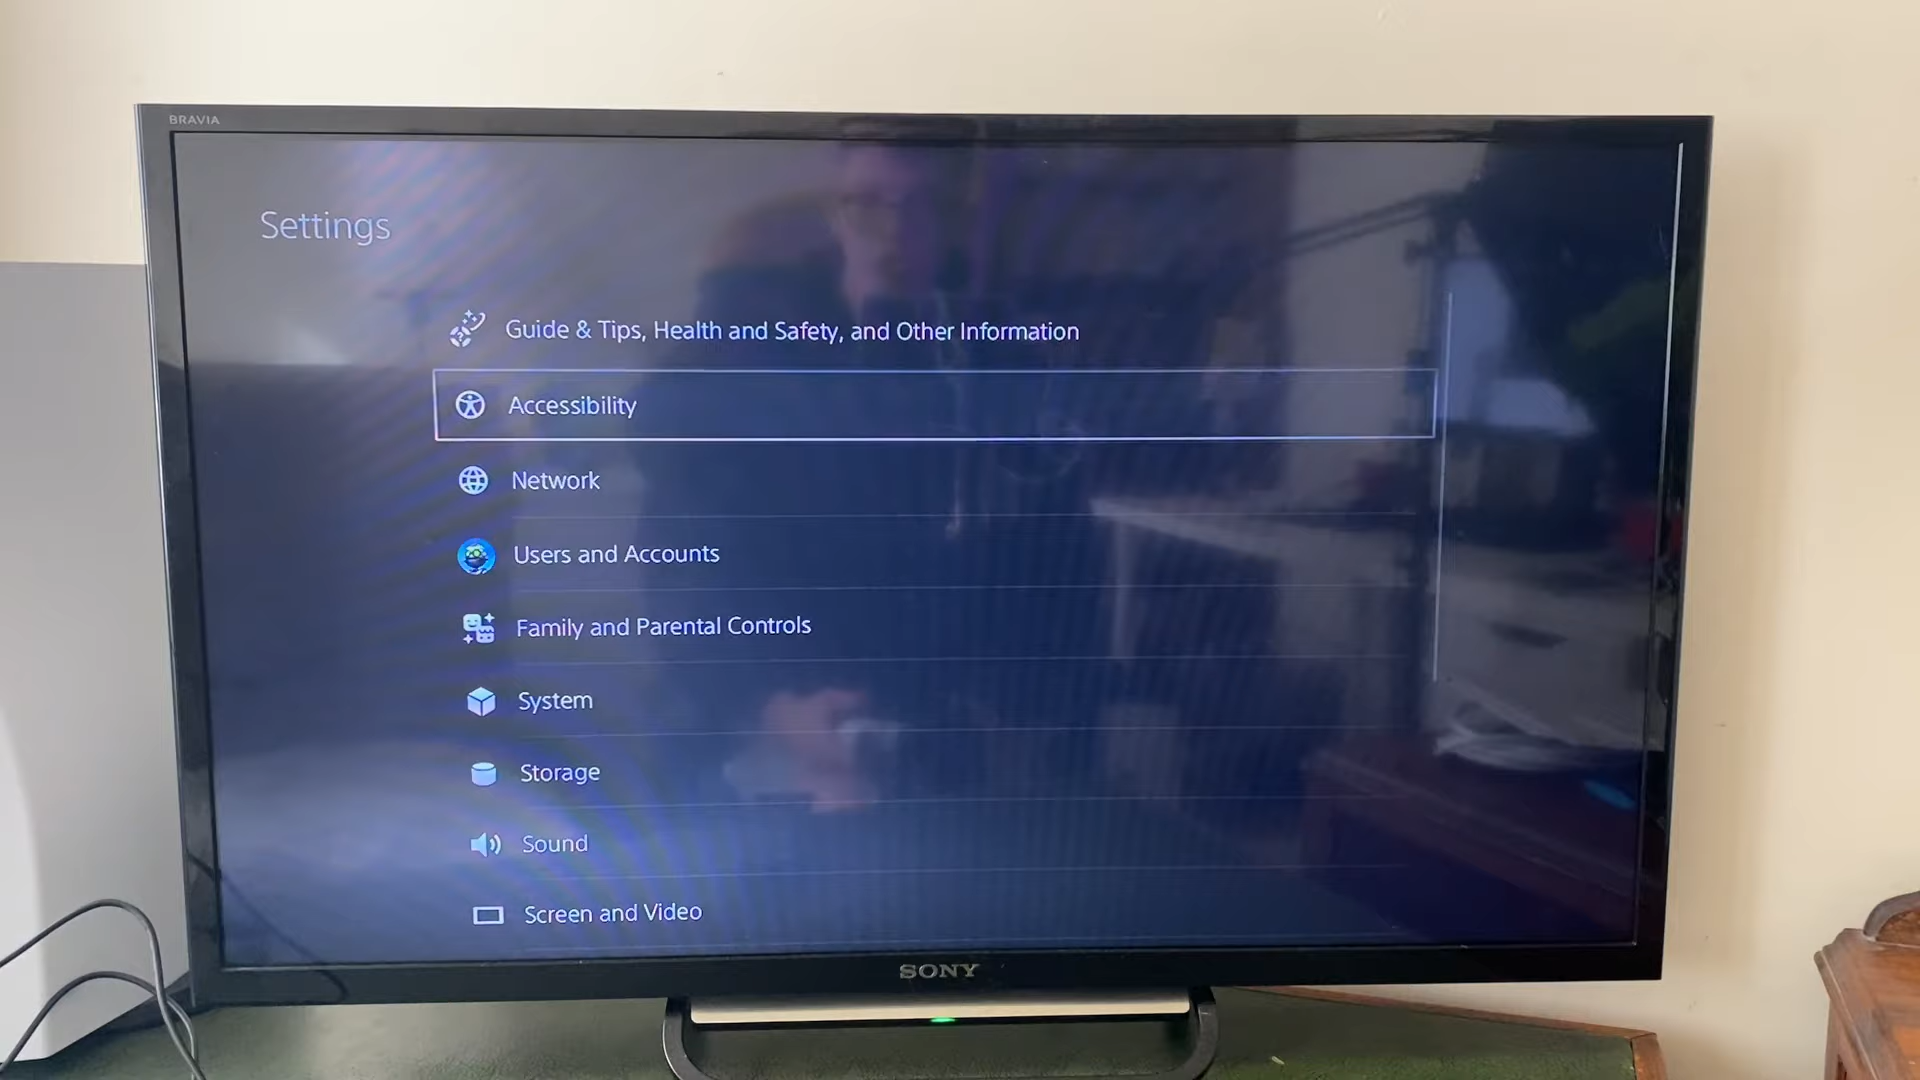 BRAVIA
Settings
Guide & Tips, Health and Safety, and Other Information
Accessibility
Network
Users and Accounts
Family and Parental Controls
System
Storage
Sound
Screen and Video
SONY